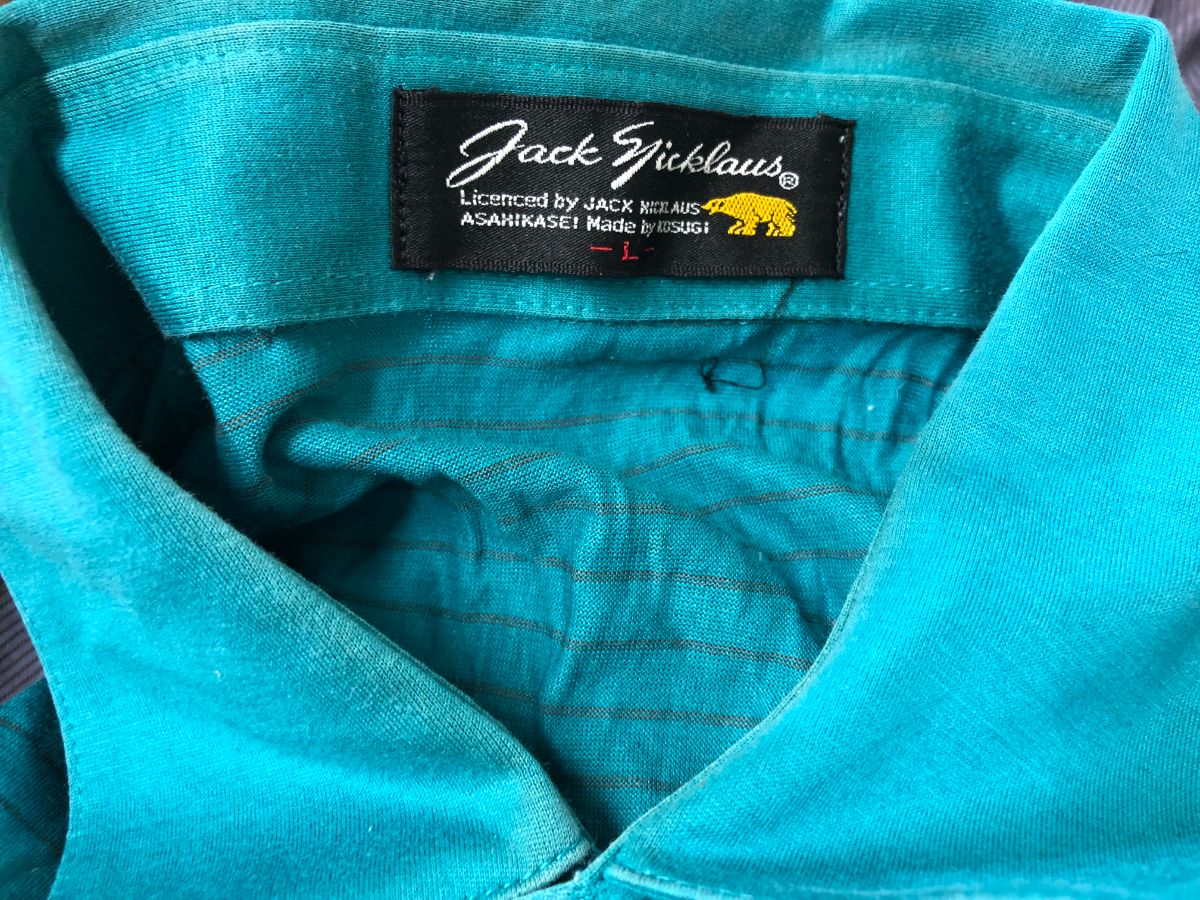 Jack Nicklaus®
Licenced by JACK NICKLAUS
ASAHIKASEI Made by KOSUGI
- L -